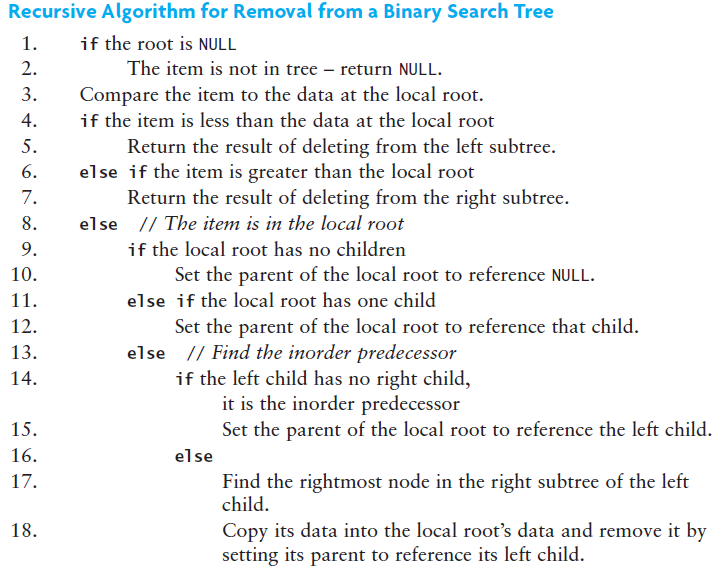 Recursive Algorithm for Removal from a Binary Search Tree
1. if the root is NULL
2. The item is not in tree – return NULL.
3. Compare the item to the data at the local root.
4. if the item is less than the data at the local root
5. Return the result of deleting from the left subtree.
6. else if the item is greater than the local root
7. Return the result of deleting from the right subtree.
8. else // The item is in the local root
9. if the local root has no children
10. Set the parent of the local root to reference NULL.
11. else if the local root has one child
12. Set the parent of the local root to reference that child.
13. else // Find the inorder predecessor
14. if the left child has no right child,
it is the inorder predecessor
15. Set the parent of the local root to reference the left child.
16. else
17. Find the rightmost node in the right subtree of the left
child.
18. Copy its data into the local root’s data and remove it by
setting its parent to reference its left child.